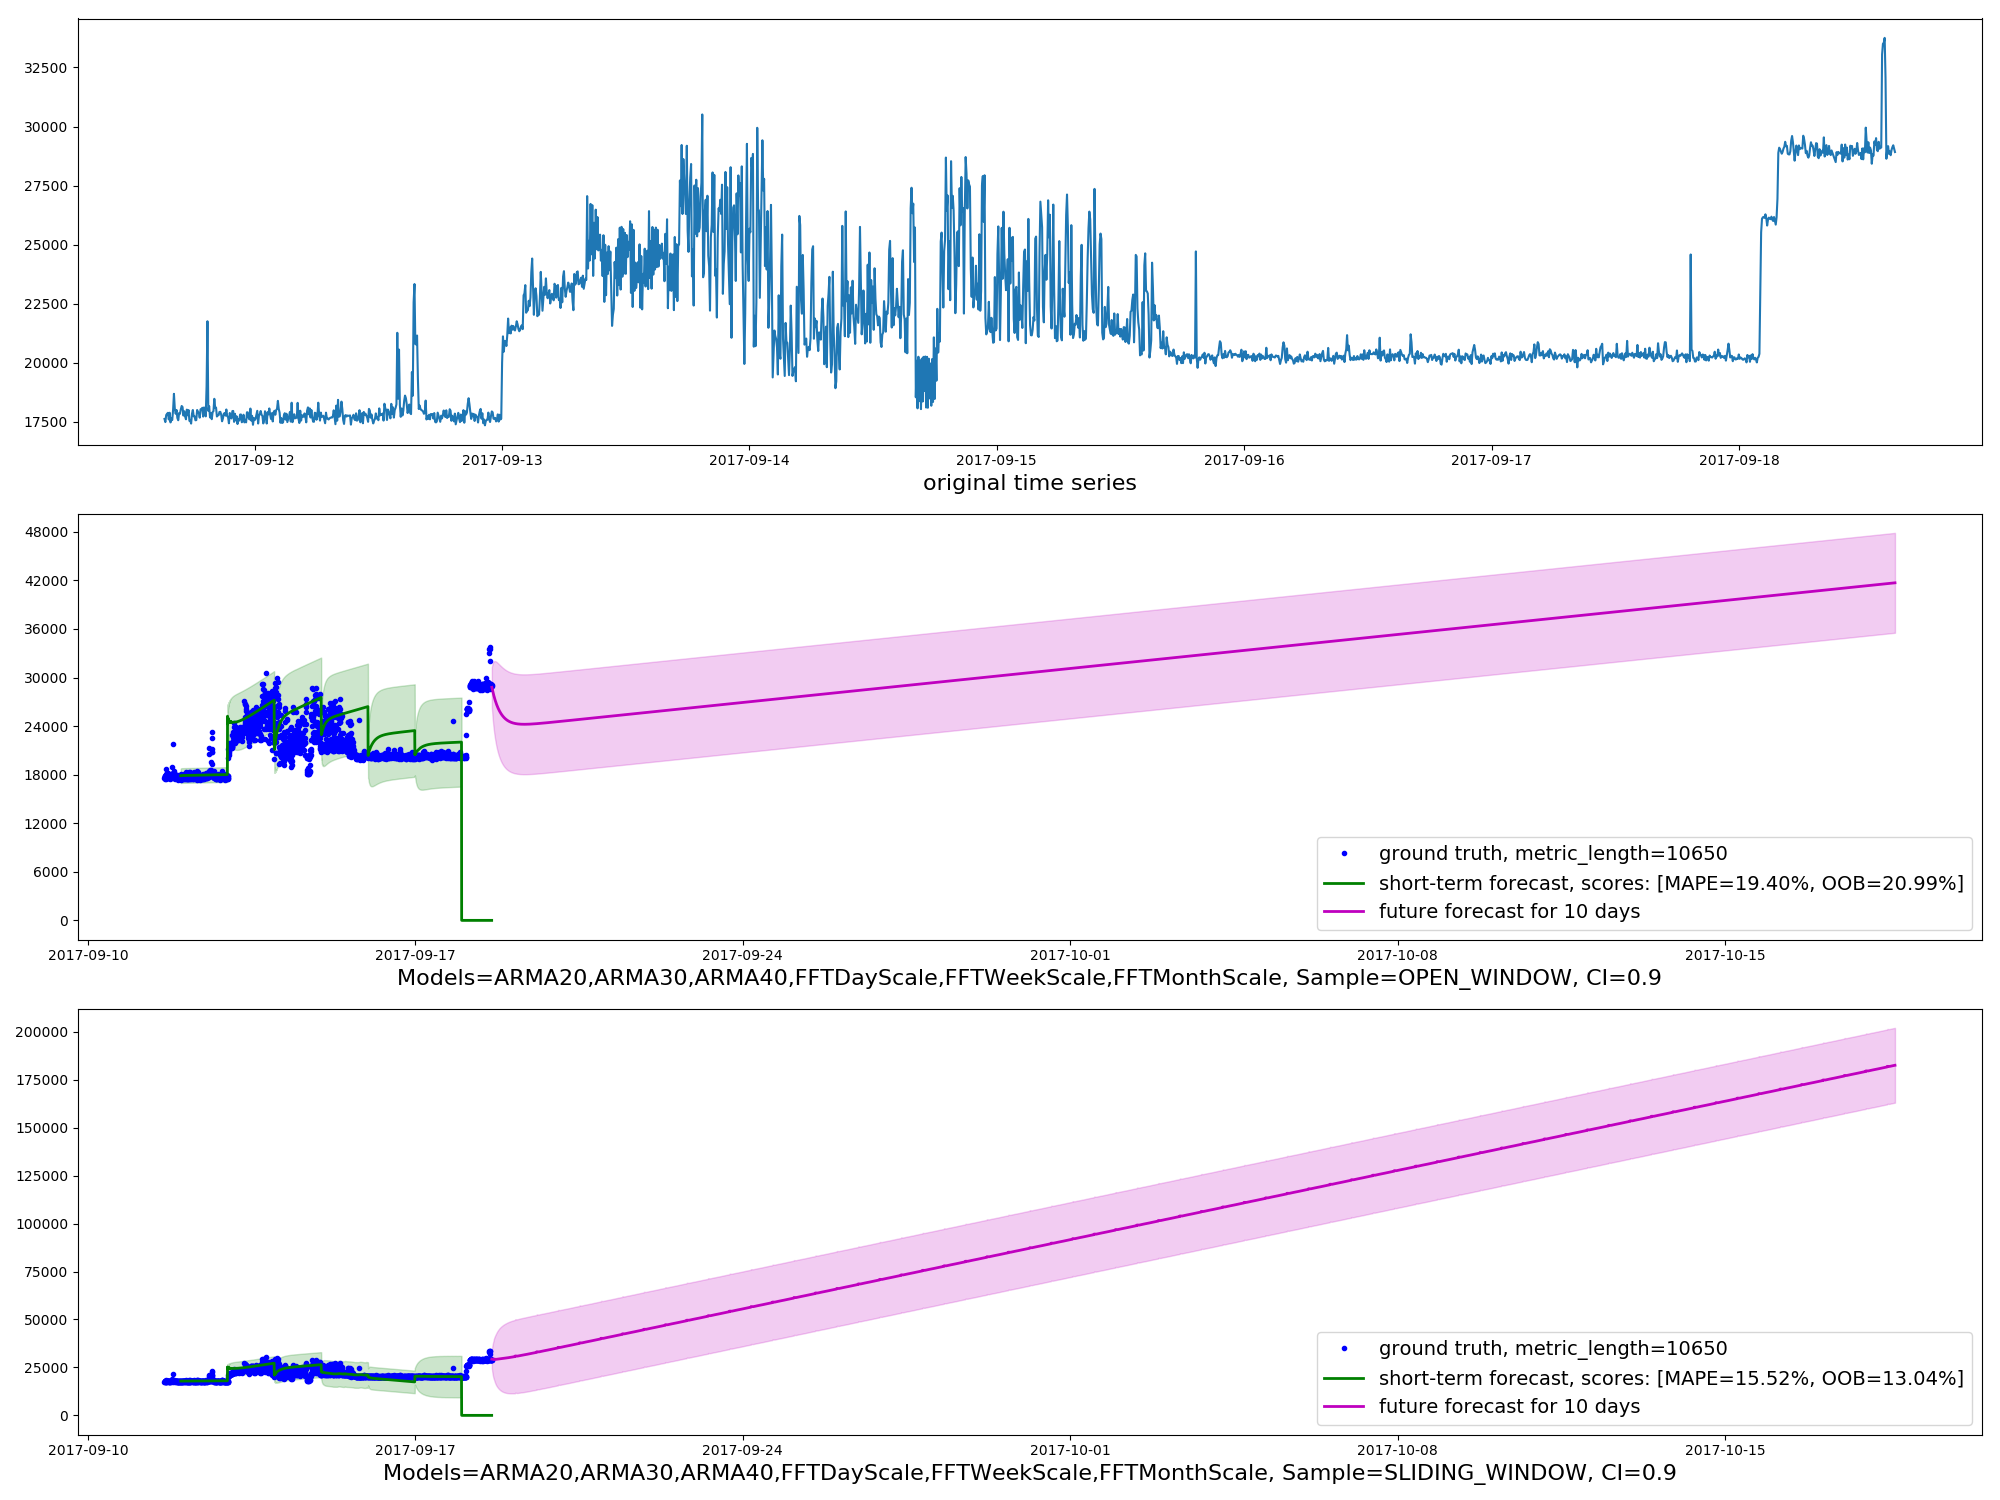 32500
30000
27500
25000
22500
20000
17500
2017-09-12 2017-09-13 2017-09-14 2017-09-15 2017-09-16 2017-09-17 2017-09-18
original time series
48000
42000
36000
30000
24000
18000
12000
6000
0
ground truth, metric_length=10650
short-term forecast, scores: [MAPE=19.40%, OOB=20.99%]
future forecast for 10 days
2017-09-10 2017-09-17 2017-09-24 2017-10-01 2017-10-08 2017-10-15
Models=ARMA20,ARMA30,ARMA40,FFTDayScale,FFTWeekScale,FFTMonthScale, Sample=OPEN_WINDOW, CI=0.9
200000
175000
150000
125000
100000
75000
50000
25000
0
ground truth, metric_length=10650
short-term forecast, scores: [MAPE=15.52%, OOB=13.04%]
future forecast for 10 days
2017-09-10 2017-09-17 2017-09-24 2017-10-01 2017-10-08 2017-10-15
Models=ARMA20,ARMA30,ARMA40,FFTDayScale,FFTWeekScale,FFTMonthScale, Sample=SLIDING_WINDOW, CI=0.9